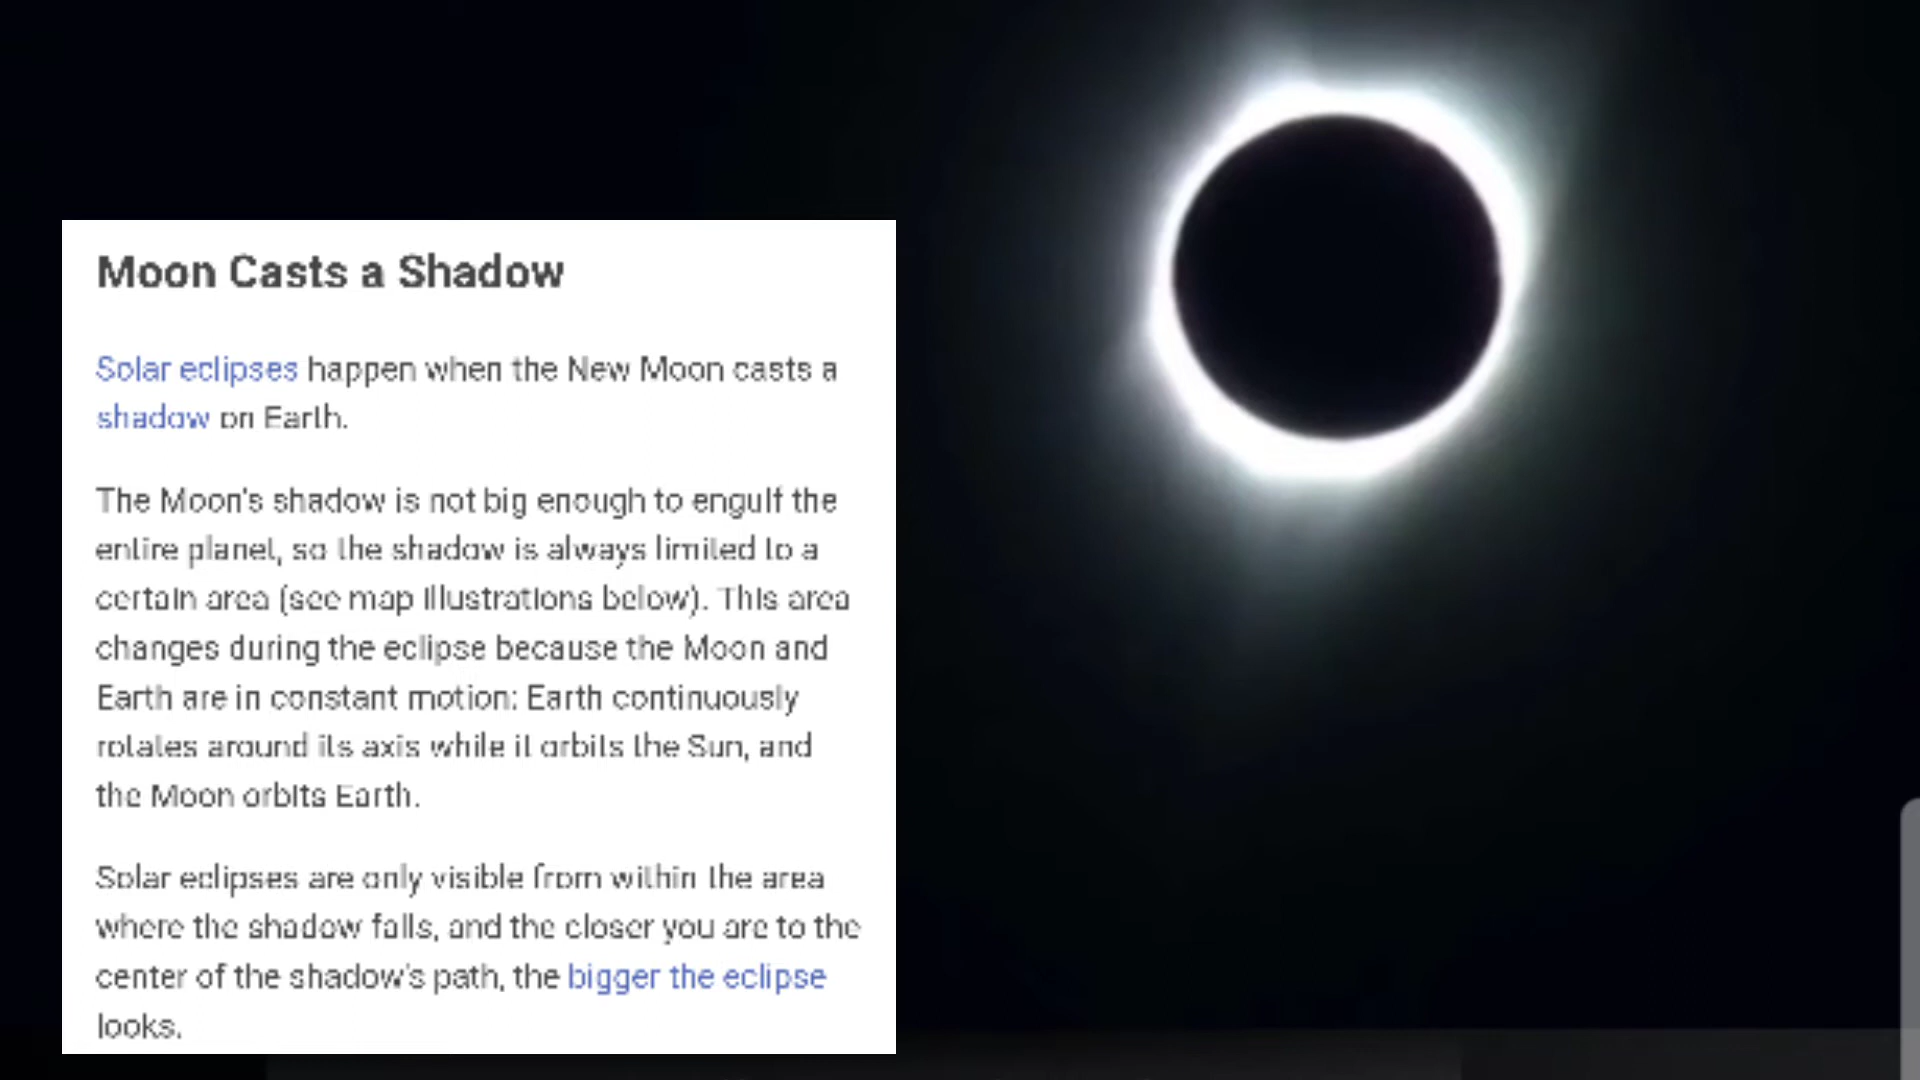 Moon Casts a Shadow
Solar eclipses happen when the New Moon casts a
shadow on Earth.
The Moon's shadow is not big enough to engulf the
entire planet, so the shadow is always limited to a
certain area (see map illustrations below). This area
changes during the eclipse because the Moon and
Earth are in constant motion: Earth continuously
rotates around its axis while it orbits the Sun, and
the Moon orbits Earth.
Solar eclipses are only visible from within the area
where the shadow falls, and the closer you are to the
center of the shadow's path, the bigger the eclipse
looks.